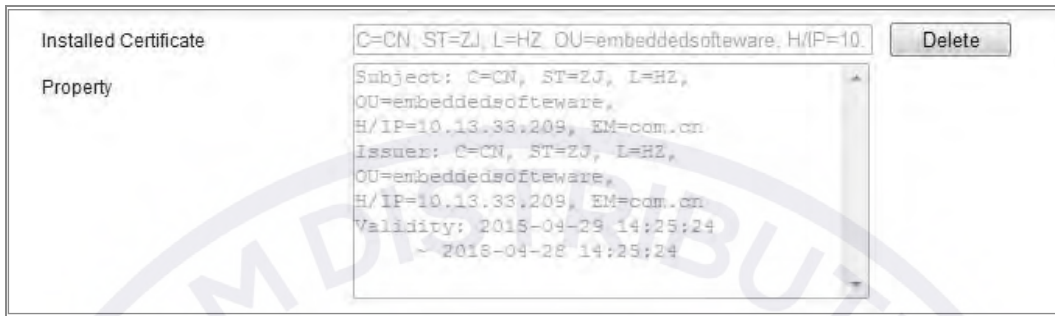 Installed Certificate
C=CN, ST=ZJ, L=HZ, OU=embeddedsofteware, H/IP=10.
Delete
Property
Subject: C=CN, ST=ZJ, L=HZ,
OU=embeddedsofteware,
H/IP=10.13.33.209, EM=com.cn
Issuer: C=CN, ST=ZJ, L=HZ,
OU=embeddedsofteware,
H/IP=10.13.33.209, EM=com.cn
Validity: 2015-04-29 14:25:24
~ 2018-04-28 14:25:24
M DISTRIBUT